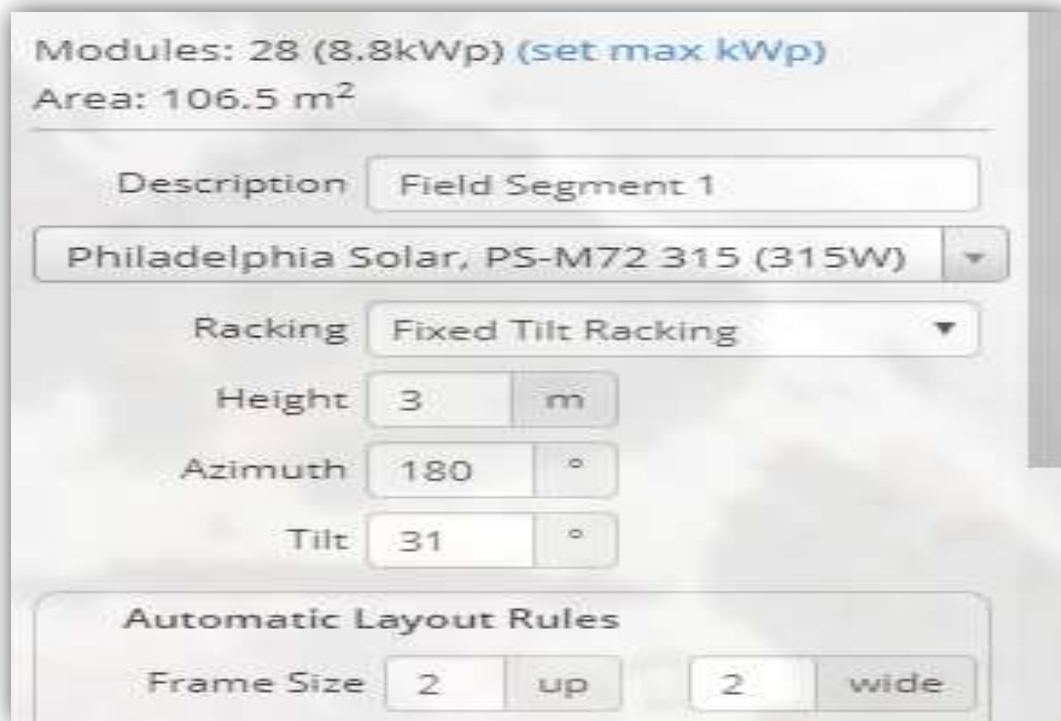 Modules: 28 (8.8kWp) (set max kWp)
Area: 106.5 m²
Description Field Segment 1
Philadelphia Solar, PS-M72 315 (315W)
Racking Fixed Tilt Racking
Height 3 m
Azimuth 180 °
Tilt 31 °
Automatic Layout Rules
Frame Size 2 up 2 wide